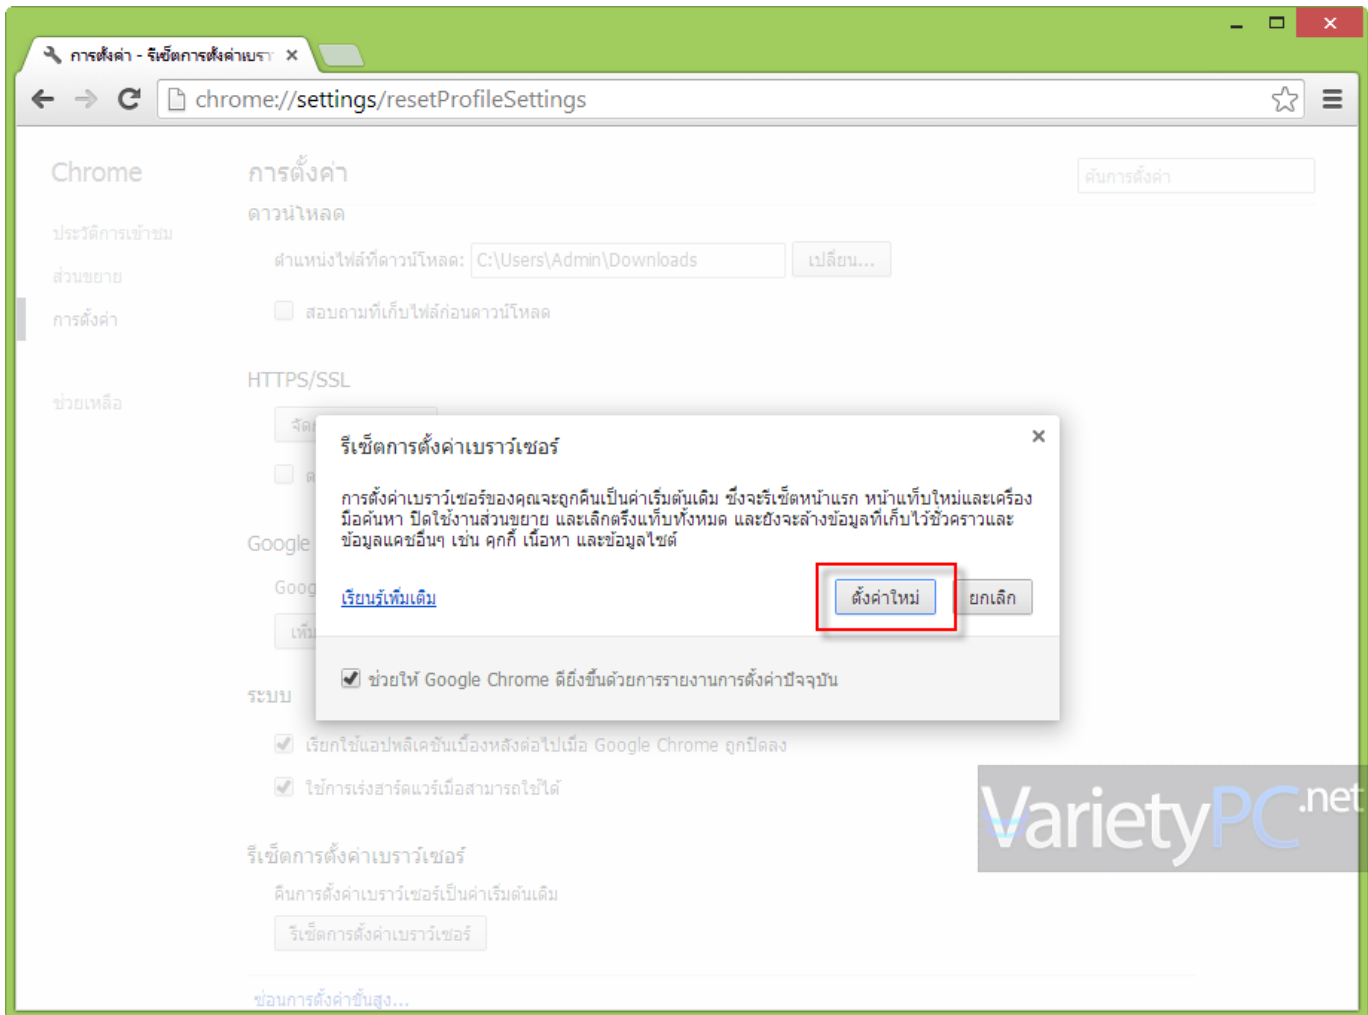 การตั้งค่า - รีเซ็ตการตั้งค่าเบรา
chrome://settings/resetProfileSettings
Chrome
การตั้งค่า
ค้นการตั้งค่า
ประวัติการเข้าชม
ส่วนขยาย
การตั้งค่า
ช่วยเหลือ
ดาวน์โหลด
ตำแหน่งไฟล์ที่ดาวน์โหลด: C:\Users\Admin\Downloads เปลี่ยน...
สอบถามที่เก็บไฟล์ก่อนดาวน์โหลด
HTTPS/SSL
รีเซ็ตการตั้งค่าเบราว์เซอร์
การตั้งค่าเบราว์เซอร์ของคุณจะถูกคืนเป็นค่าเริ่มต้นเดิม ซึ่งจะรีเซ็ตหน้าแรก หน้าแท็บใหม่และเครื่อง
มือค้นหา ปิดใช้งานส่วนขยาย และเลิกตรึงแท็บทั้งหมด และยังจะล้างข้อมูลที่เก็บไว้ชั่วคราวและ
ข้อมูลแคชอื่นๆ เช่น คุกกี้ เนื้อหา และข้อมูลไซต์
เรียนรู้เพิ่มเติม
ตั้งค่าใหม่
ยกเลิก
ช่วยให้ Google Chrome ดียิ่งขึ้นด้วยการรายงานการตั้งค่าปัจจุบัน
Google
Goog
ระบบ
เรียกใช้แอปพลิเคชันเบื้องหลังต่อไปเมื่อ Google Chrome ถูกปิดลง
ใช้การเร่งฮาร์ดแวร์เมื่อสามารถใช้ได้
VarietyPC.net
รีเซ็ตการตั้งค่าเบราว์เซอร์
คืนการตั้งค่าเบราว์เซอร์เป็นค่าเริ่มต้นเดิม
รีเซ็ตการตั้งค่าเบราว์เซอร์
ซ่อนการตั้งค่าขั้นสูง...